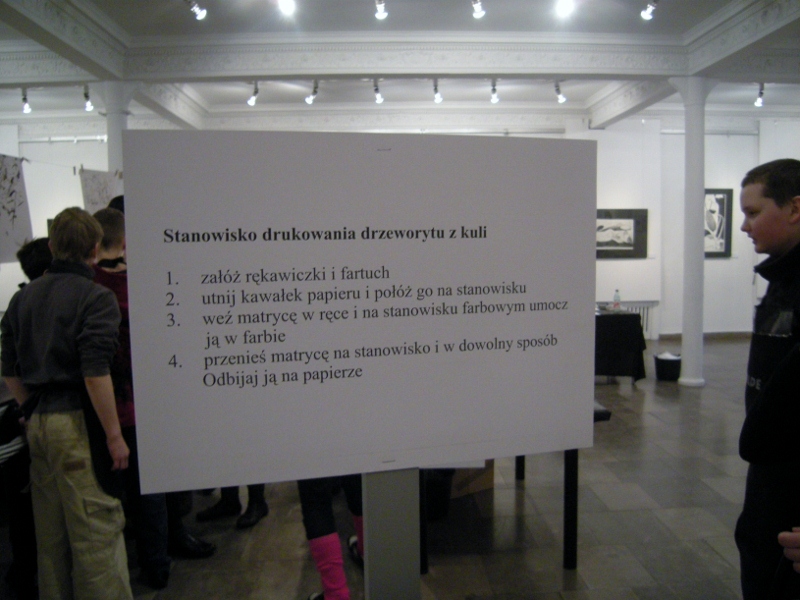 Stanowisko drukowania drzeworytu z kuli
1. załóż rękawiczki i fartuch
2. utnij kawałek papieru i połóż go na stanowisku
3. weź matrycę w ręce i na stanowisku farbowym umocz
ją w farbie
4. przenieś matrycę na stanowisko i w dowolny sposób
Odbijaj ją na papierze